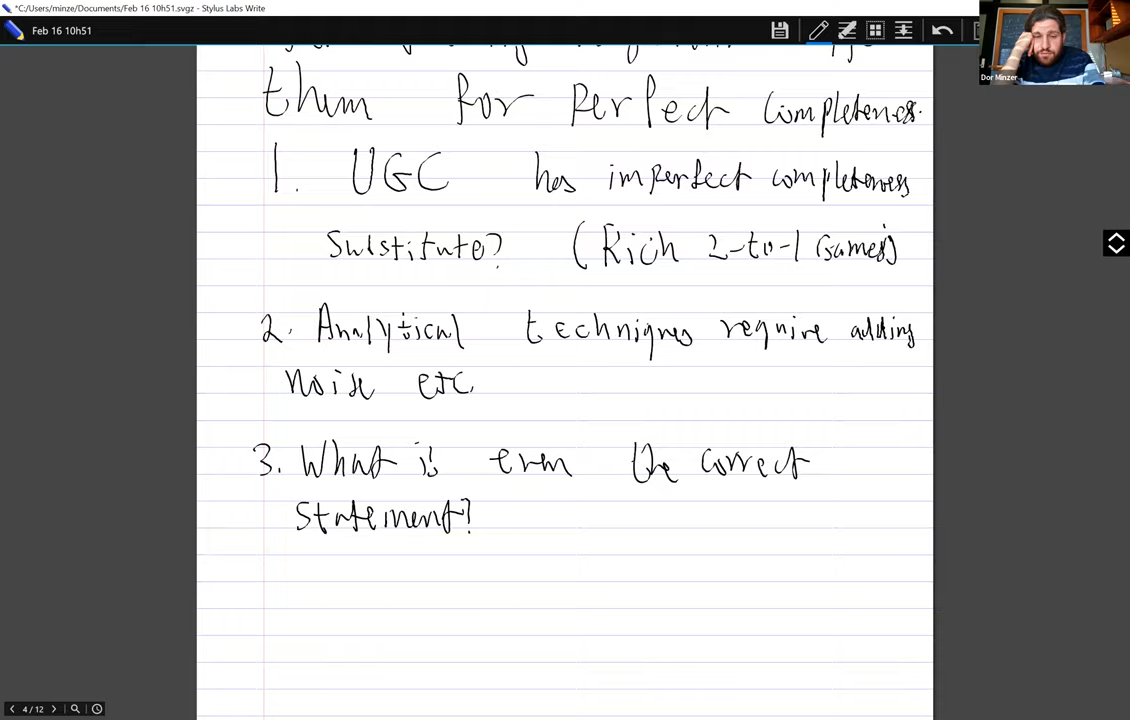 *C:/Users/minze/Documents/Feb 16 10h51.svgz - Stylus Labs Write
Feb 16 10h51
Dor Minzer
them for perfect completeness.
1. UGC has imperfect completeness
Substitute? (Rich 2-to-1 Games)
2. Analytical techniques require adding
noise etc.
3. What is even the correct
statement?
4 / 12